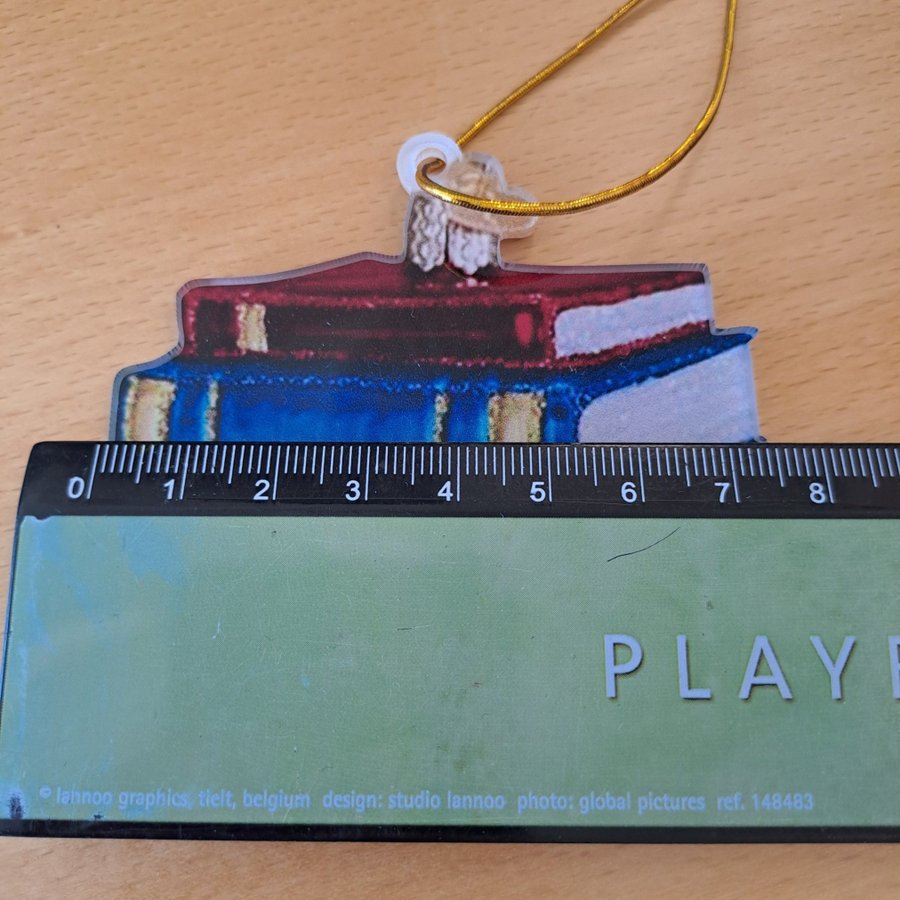 0 1 2 3 4 5 6 7 8
PLAYE
© lannoo graphics, tielt, belgium design: studio lannoo photo: global pictures ref. 148483